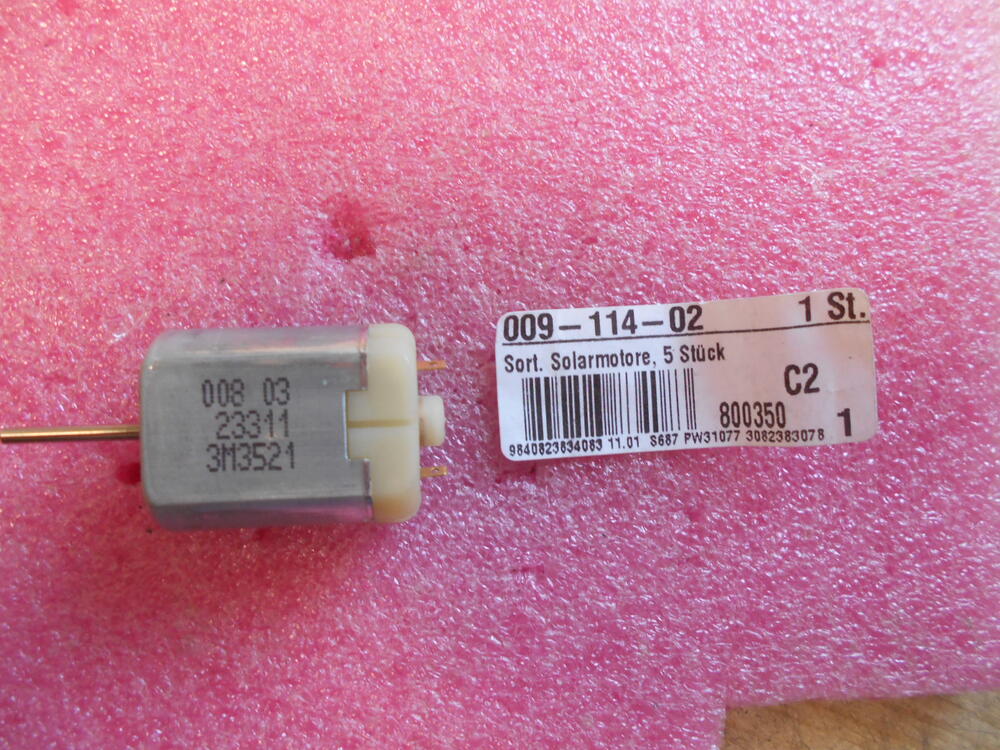 008 03
23311
3M3521
009-114-02 1 St.
Sort. Solarmotore, 5 Stück
C2
800350
1
9840823834083 11.01 S687 PW31077 3082383078